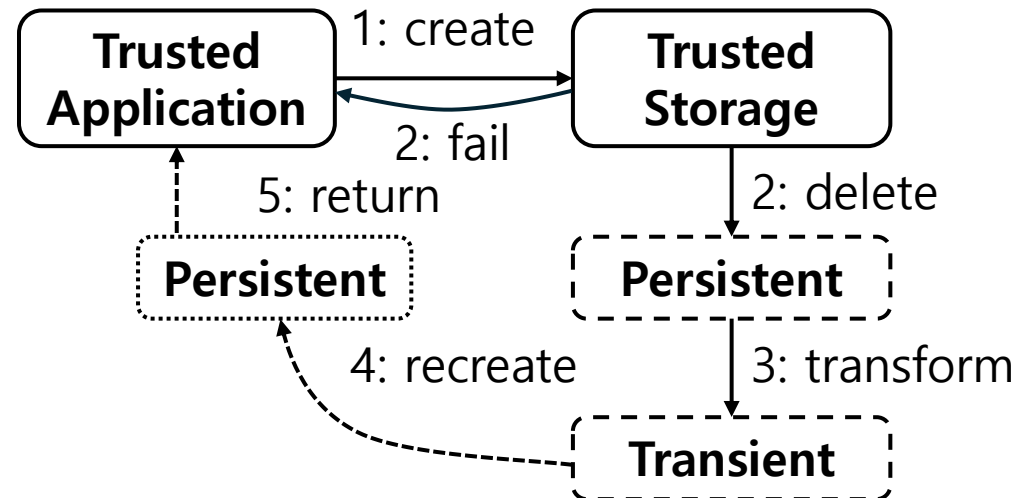 Trusted
Application
1: create
Trusted
Storage
2: fail
5: return
2: delete
Persistent
Persistent
4: recreate
3: transform
Transient